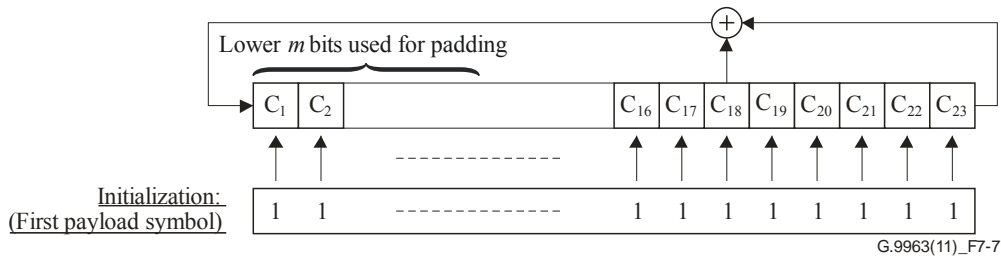 Lower m bits used for padding
+
C1 C2 C16 C17 C18 C19 C20 C21 C22 C23
Initialization:
(First payload symbol)
1 1 1 1 1 1 1 1 1 1
G.9963(11)_F7-7